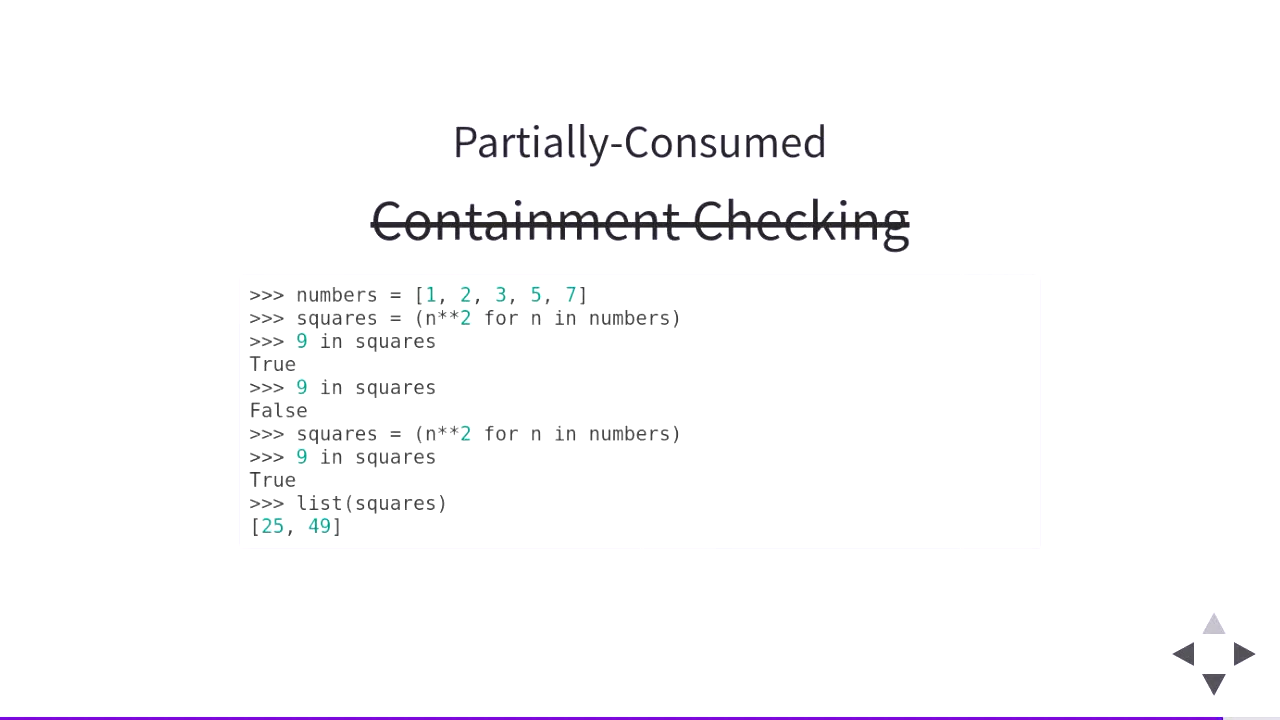 Partially-Consumed
Containment Checking
>>> numbers = [1, 2, 3, 5, 7]
>>> squares = (n**2 for n in numbers)
>>> 9 in squares
True
>>> 9 in squares
False
>>> squares = (n**2 for n in numbers)
>>> 9 in squares
True
>>> list(squares)
[25, 49]